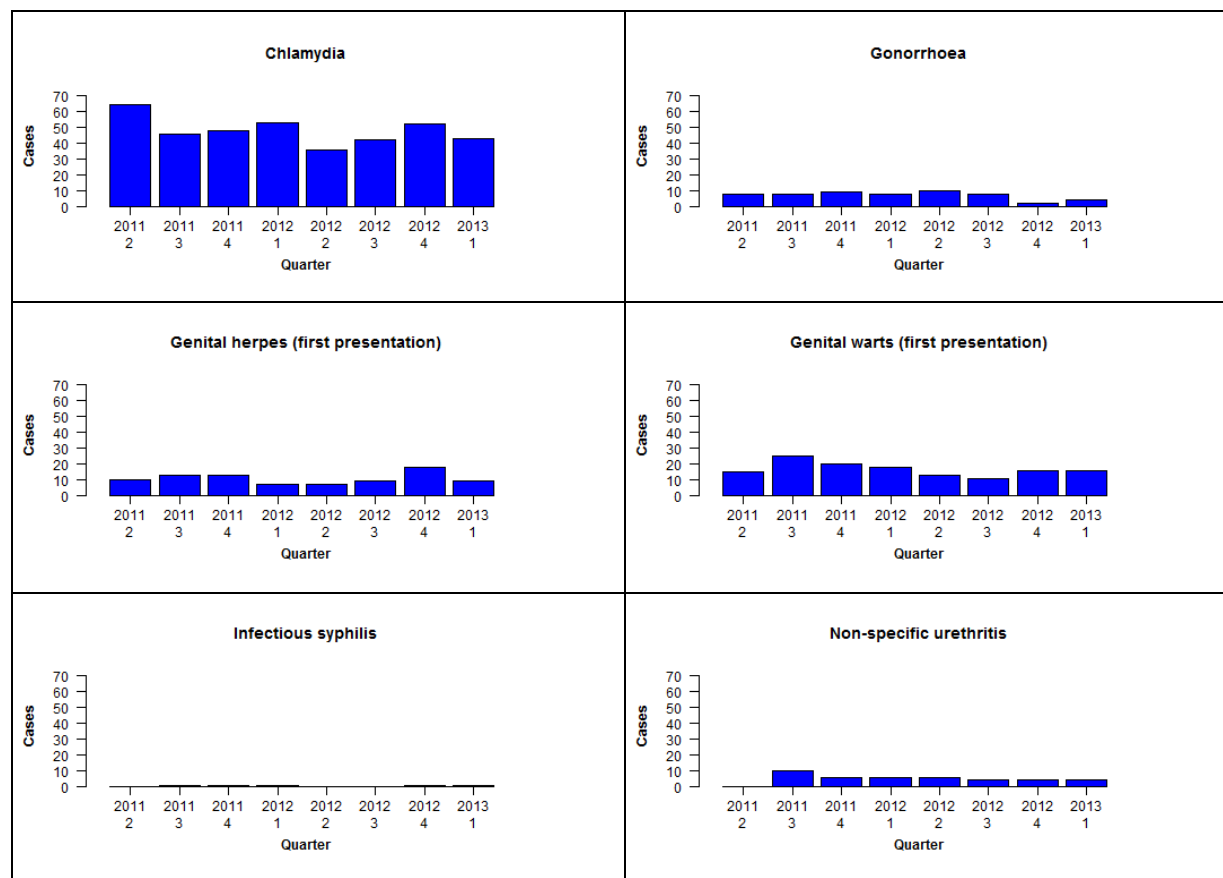 Chlamydia
70
60
50
40
30
20
10
0
Cases
2011 2011 2011 2012 2012 2012 2012 2013
2 3 4 1 2 3 4 1
Quarter
Gonorrhoea
70
60
50
40
30
20
10
0
Cases
2011 2011 2011 2012 2012 2012 2012 2013
2 3 4 1 2 3 4 1
Quarter
Genital herpes (first presentation)
70
60
50
40
30
20
10
0
Cases
2011 2011 2011 2012 2012 2012 2012 2013
2 3 4 1 2 3 4 1
Quarter
Genital warts (first presentation)
70
60
50
40
30
20
10
0
Cases
2011 2011 2011 2012 2012 2012 2012 2013
2 3 4 1 2 3 4 1
Quarter
Infectious syphilis
70
60
50
40
30
20
10
0
Cases
2011 2011 2011 2012 2012 2012 2012 2013
2 3 4 1 2 3 4 1
Quarter
Non-specific urethritis
70
60
50
40
30
20
10
0
Cases
2011 2011 2011 2012 2012 2012 2012 2013
2 3 4 1 2 3 4 1
Quarter